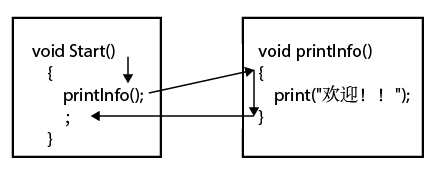 void Start()
{
printInfo();
;
}
void printInfo()
{
print("欢迎！！");
}